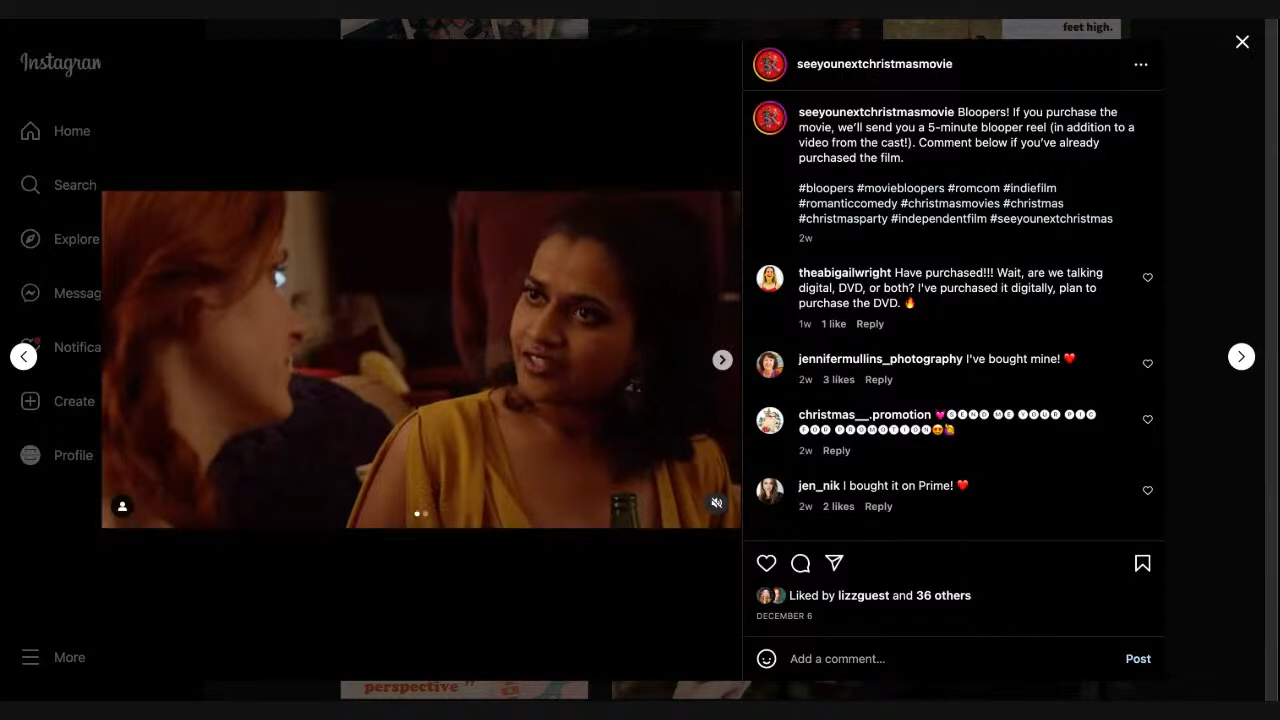 feet high.
Instagram
seeyounextchristmasmovie
Home
Search
Explore
Messag
Notifica
Create
Profile
More
seeyounextchristmasmovie Bloopers! If you purchase the
movie, we'll send you a 5-minute blooper reel (in addition to a
video from the cast!). Comment below if you've already
purchased the film.
#bloopers #moviebloopers #romcom #indiefilm
#romanticcomedy #christmasmovies #christmas
#christmasparty #independentfilm #seeyounextchristmas
2w
theabigailwright Have purchased!!! Wait, are we talking
digital, DVD, or both? I've purchased it digitally, plan to
purchase the DVD. 🔥
1w 1 like Reply
jennifermullins_photography I've bought mine! ❤️
2w 3 likes Reply
christmas__.promotion 💓🅢🅔🅝🅓 🅜🅔 🅨🅞🅤🅡 🅟🅘🅒
🅕🅞🅡 🅟🅡🅞🅜🅞🅣🅘🅞🅝😍🙋
2w Reply
jen_nik I bought it on Prime! ❤️
2w 2 likes Reply
Liked by lizzguest and 36 others
DECEMBER 6
Add a comment...
Post
perspective ”